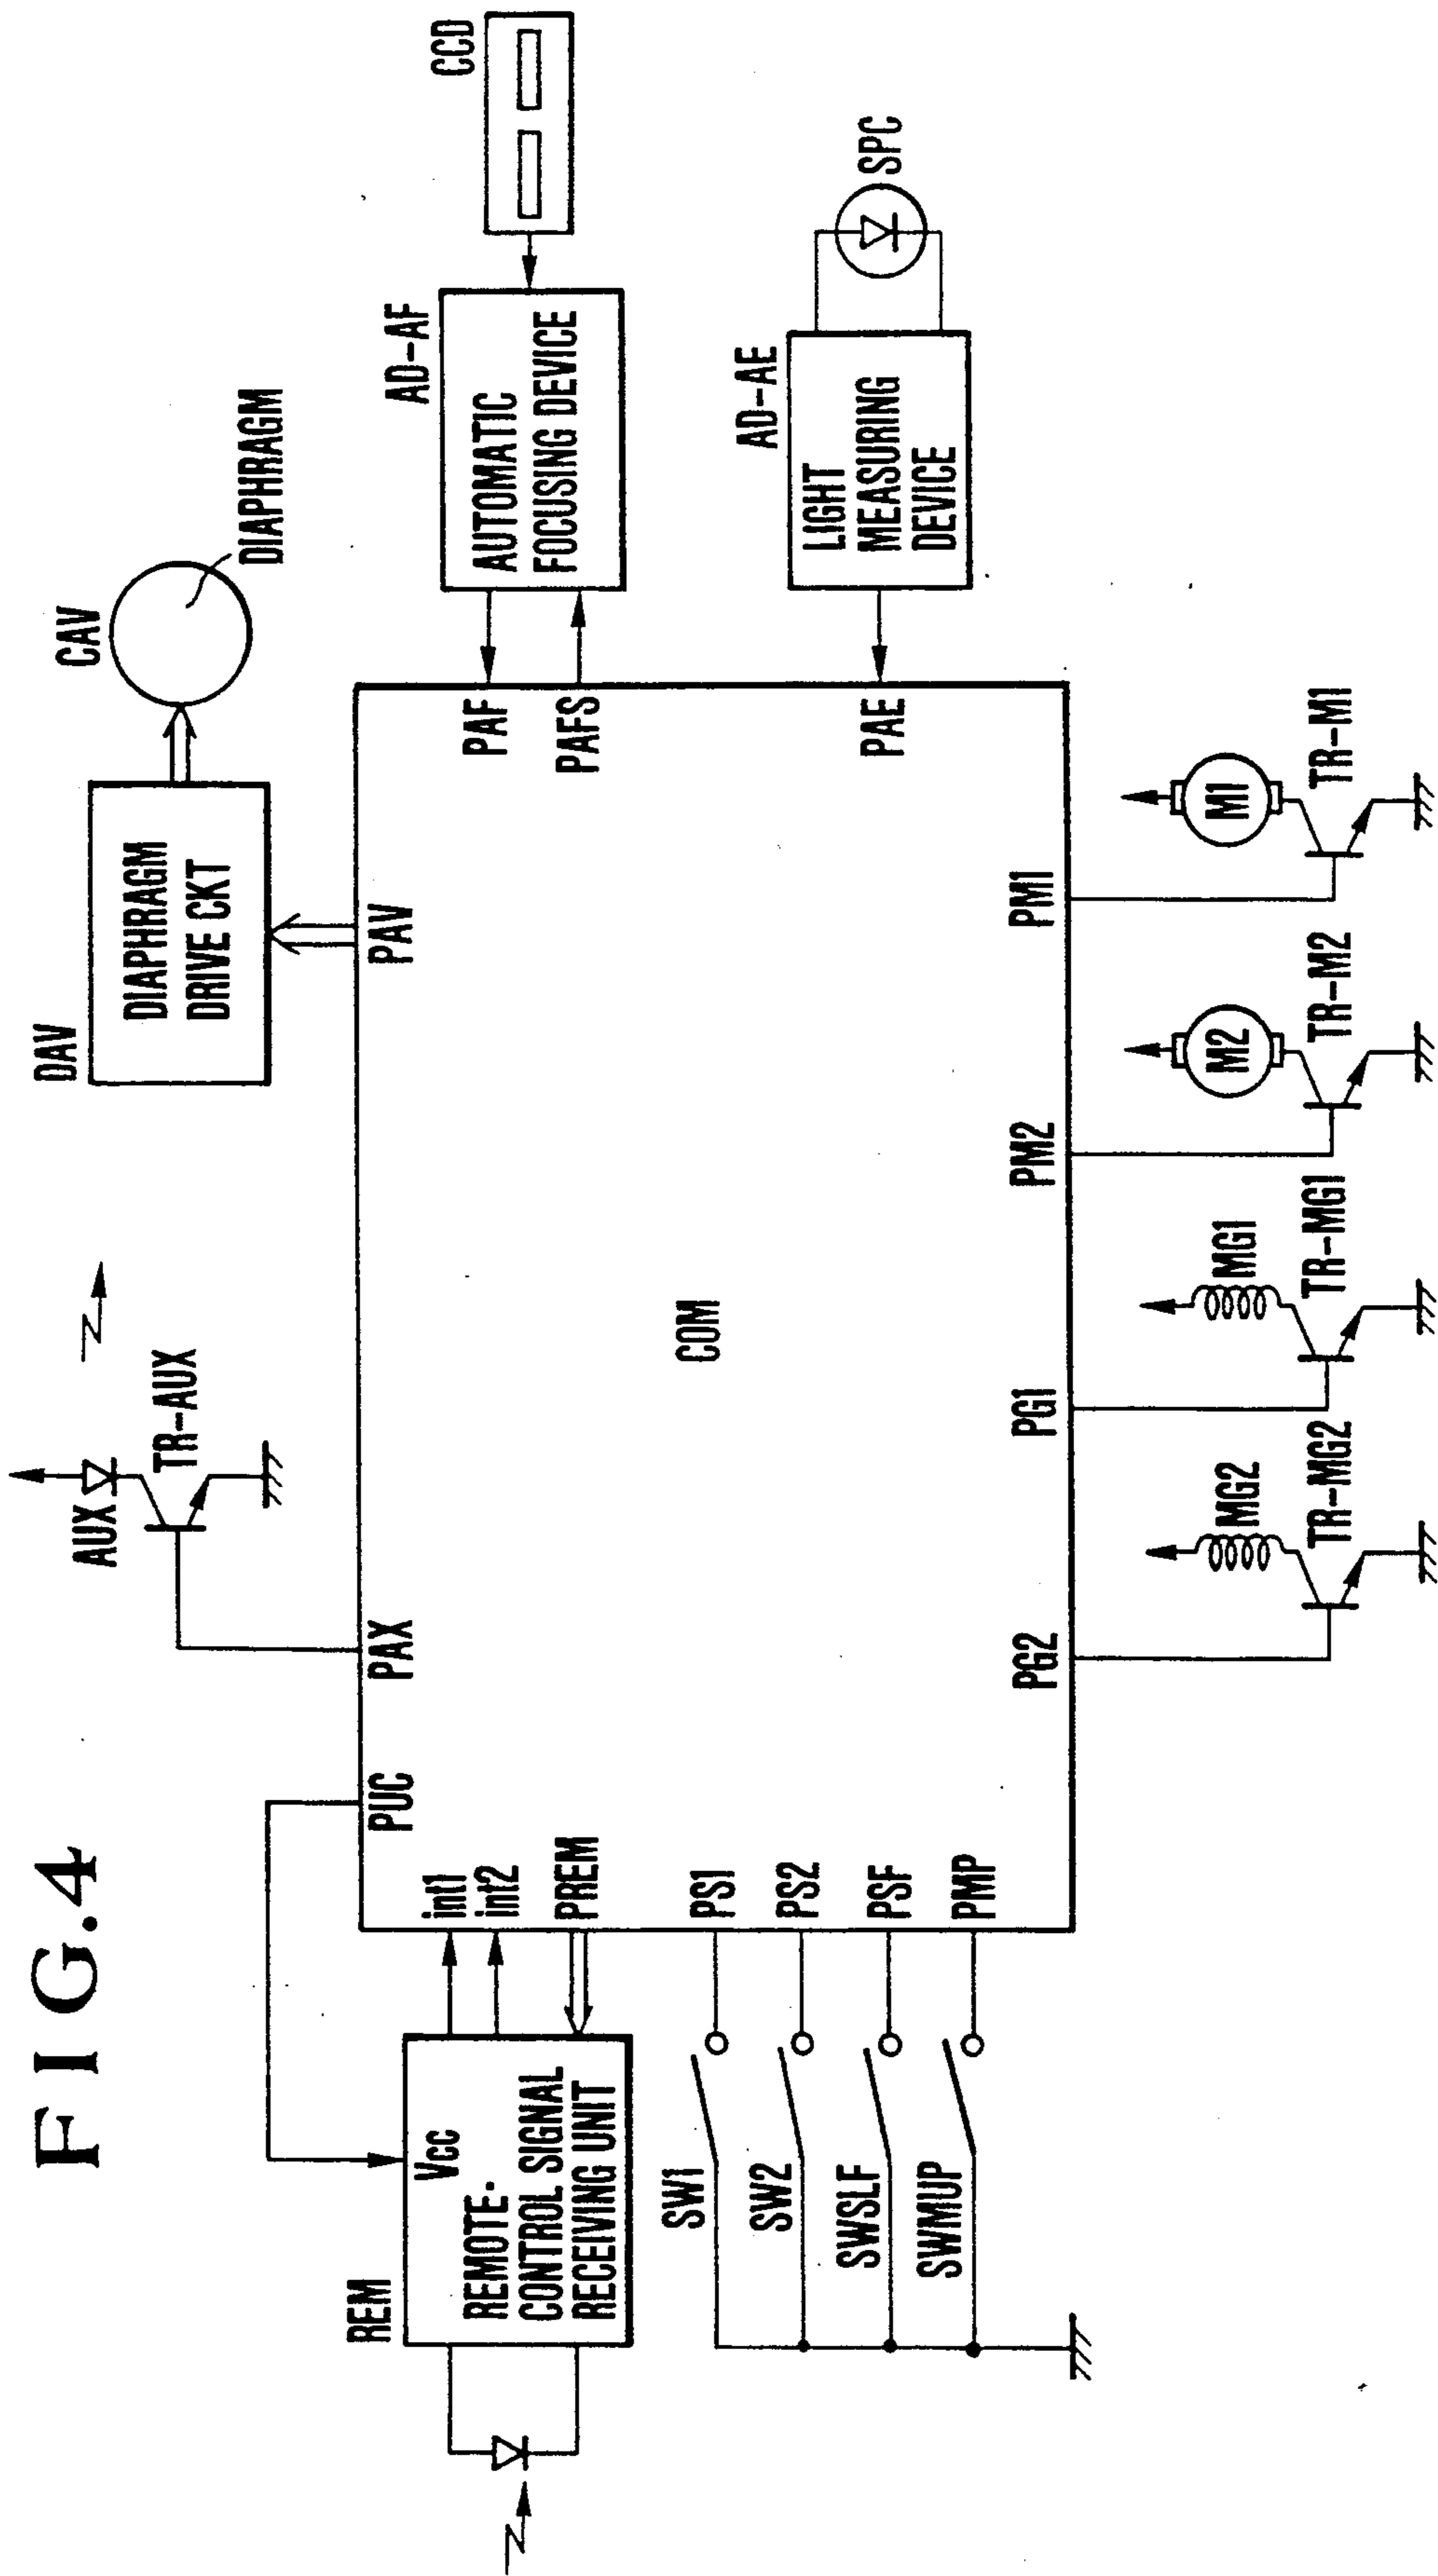 FIG.4
DAV
DIAPHRAGM
DRIVE CKT
CAV
DIAPHRAGM
AUX
TR-AUX
CCD
AD-AF
AUTOMATIC
FOCUSING DEVICE
AD-AE
LIGHT
MEASURING
DEVICE
SPC
REM
Vcc
REMOTE-
CONTROL SIGNAL
RECEIVING UNIT
PUC
PAX
PAV
int1
int2
PREM
PAF
PAFS
PAE
COM
PS1
PS2
PSF
PMP
SW1
SW2
SWSLF
SWMUP
PG2
PG1
PM2
PM1
MG2
MG1
M2
M1
TR-MG2
TR-MG1
TR-M2
TR-M1